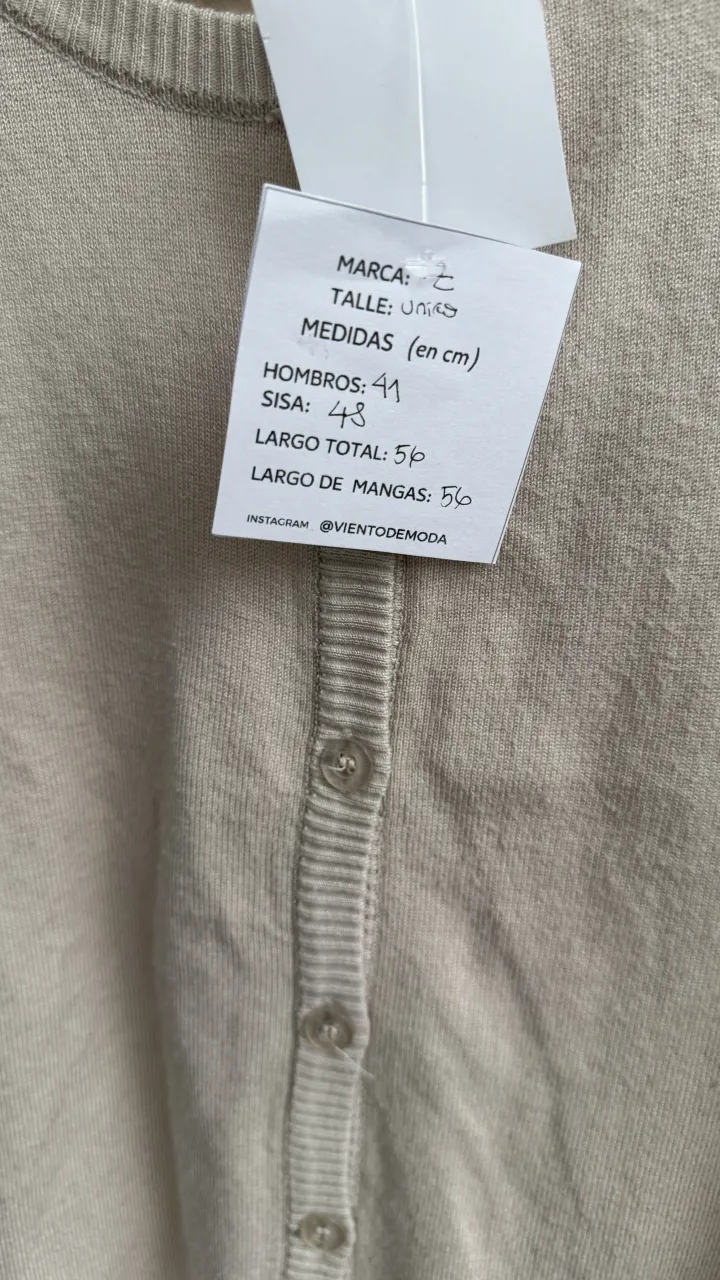 MARCA:
TALLE: Unico
MEDIDAS (en cm)
HOMBROS: 41
SISA: 48
LARGO TOTAL: 56
LARGO DE MANGAS: 56
INSTAGRAM @VIENTODEMODA